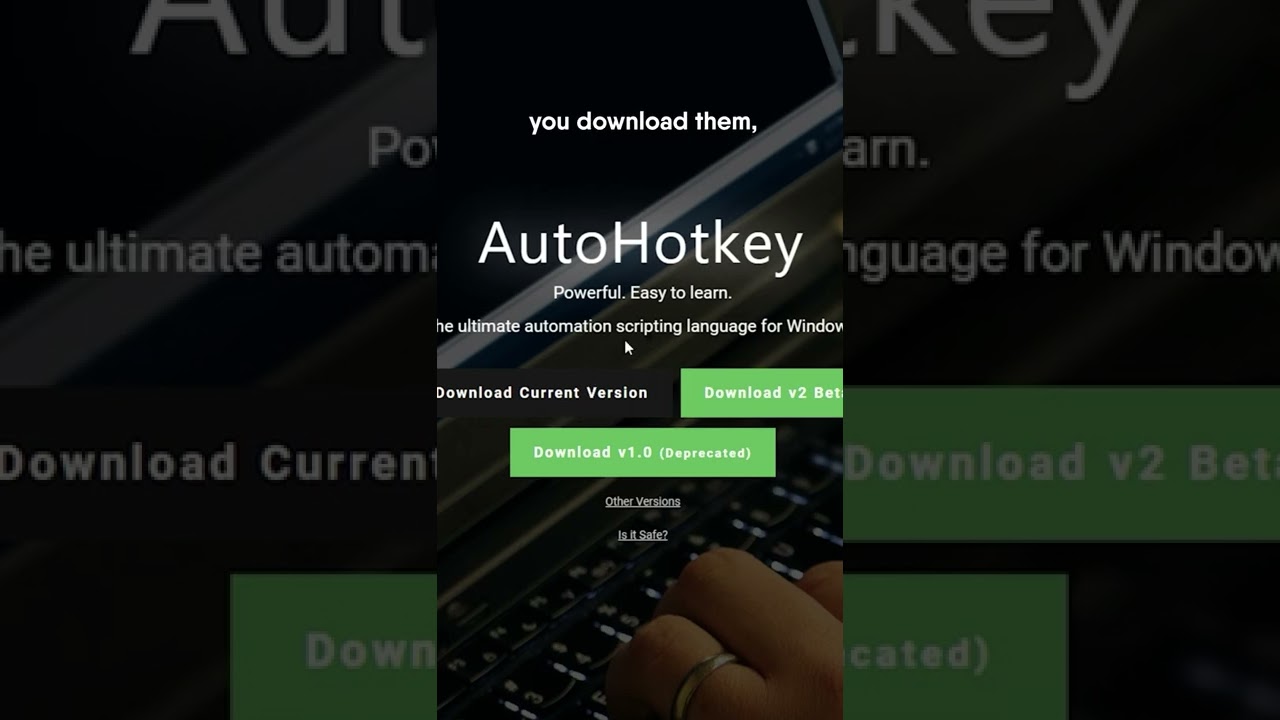 you download them,
AutoHotkey
Powerful. Easy to learn.
he ultimate automation scripting language for Window
Download Current Version
Download v2 Beta
Download v1.0 (Deprecated)
Other Versions
Is it Safe?